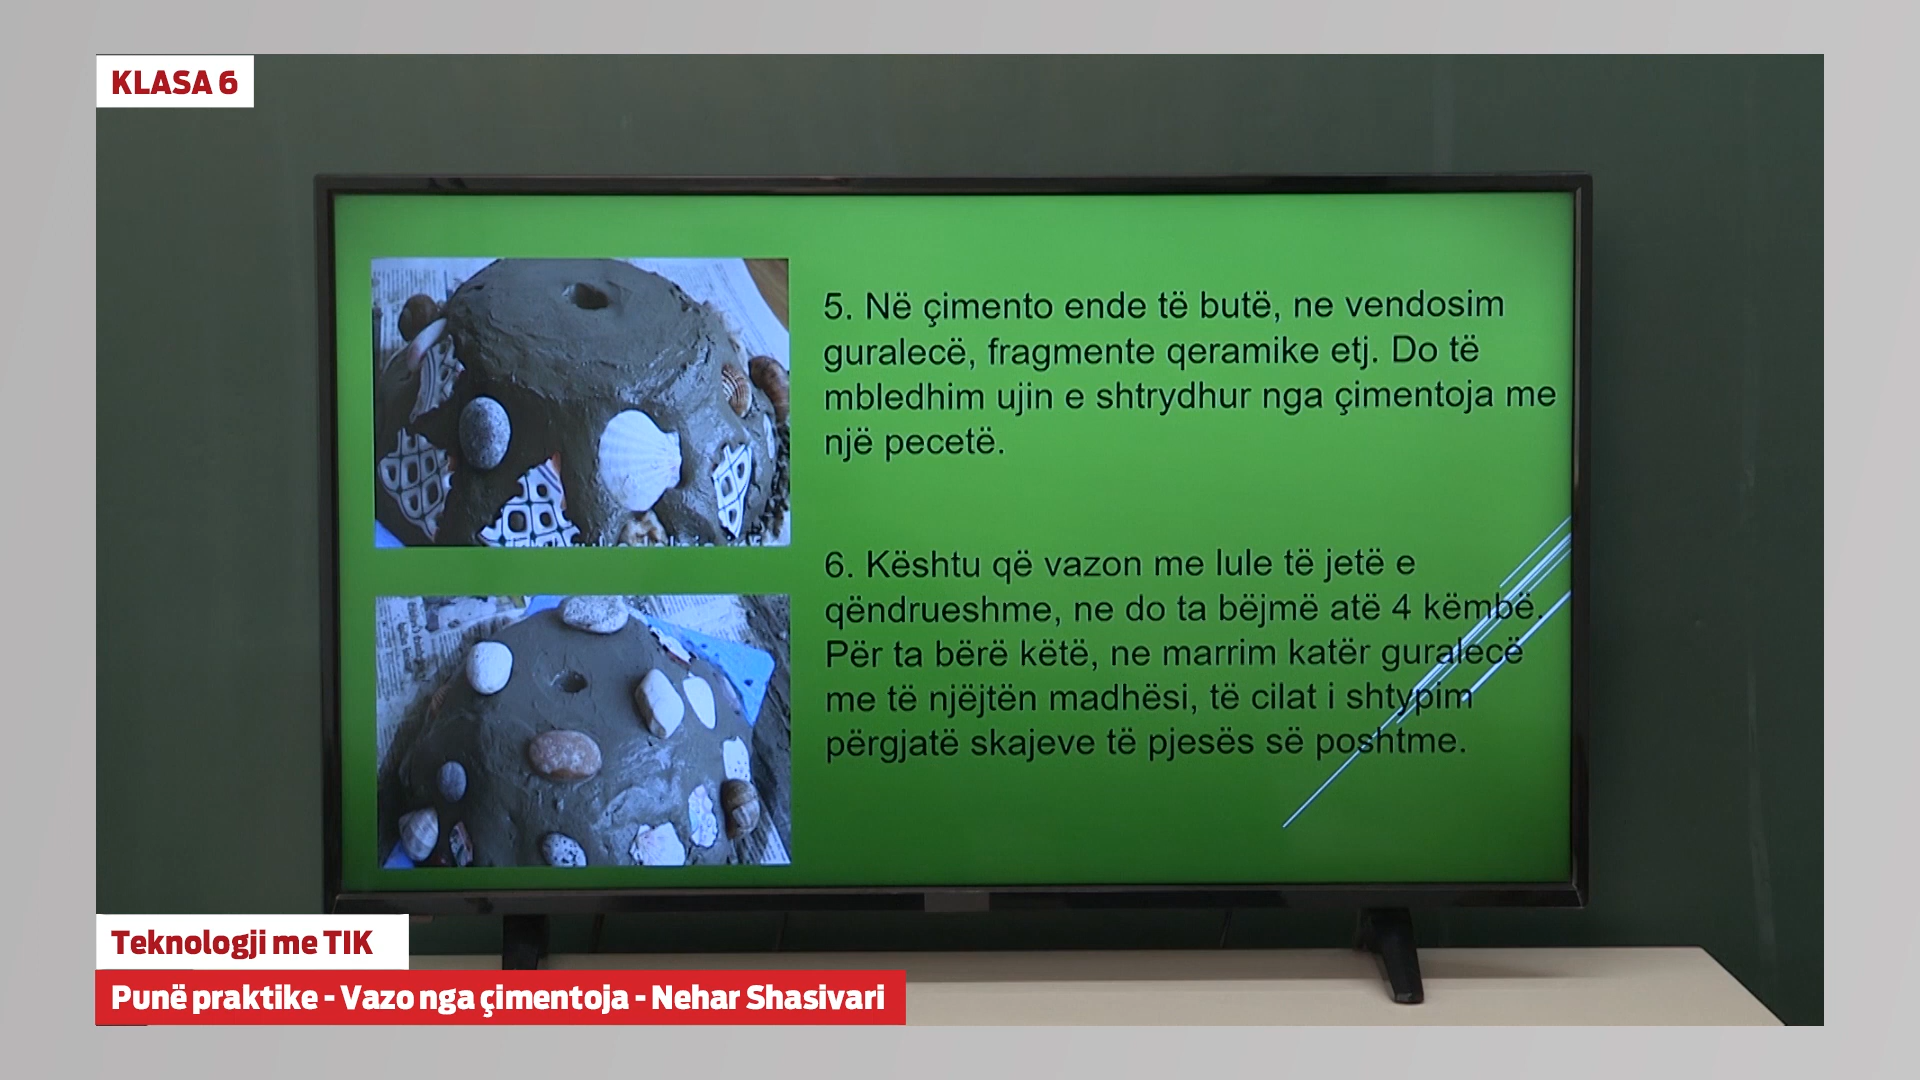 KLASA 6
5. Në çimento ende të butë, ne vendosim
guralecë, fragmente qeramike etj. Do të
mbledhim ujin e shtrydhur nga çimentoja me
një pecetë.
6. Kështu që vazon me lule të jetë e
qëndrueshme, ne do ta bëjmë atë 4 këmbë.
Për ta bërë këtë, ne marrim katër guralecë
me të njëjtën madhësi, të cilat i shtypim
përgjatë skajeve të pjesës së poshtme.
Teknologji me TIK
Punë praktike - Vazo nga çimentoja - Nehar Shasivari